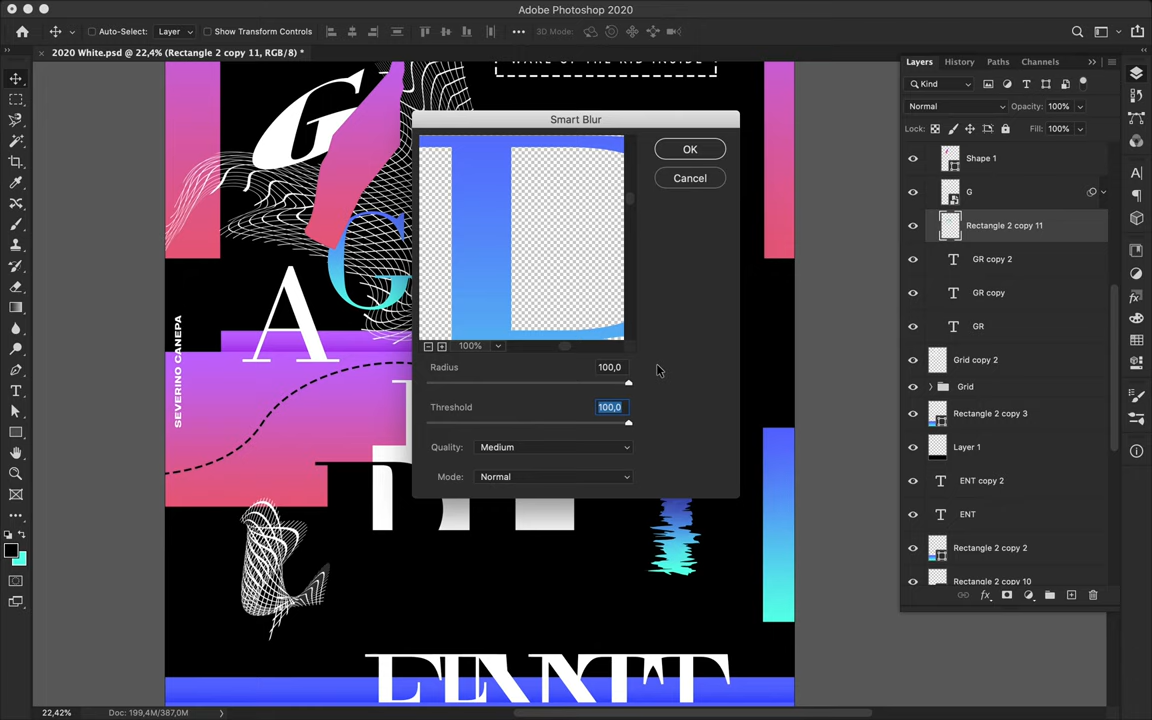 Adobe Photoshop 2020
Auto-Select:
Layer
Show Transform Controls
3D Mode:
2020 White.psd @ 22,4% (Rectangle 2 copy 11, RGB/8) *
Layers
History
Paths
Channels
Kind
Normal
Opacity:
100%
Lock:
Fill:
100%
Shape 1
G
Rectangle 2 copy 11
GR copy 2
GR copy
GR
Grid copy 2
Grid
Rectangle 2 copy 3
Layer 1
ENT copy 2
ENT
Rectangle 2 copy 2
Rectangle 2 copy 10
Smart Blur
OK
Cancel
100%
Radius
100,0
Threshold
100,0
Quality:
Medium
Mode:
Normal
G
G
A
SEVERINO CANEPA
22,42%
Doc: 199,4M/387,0M